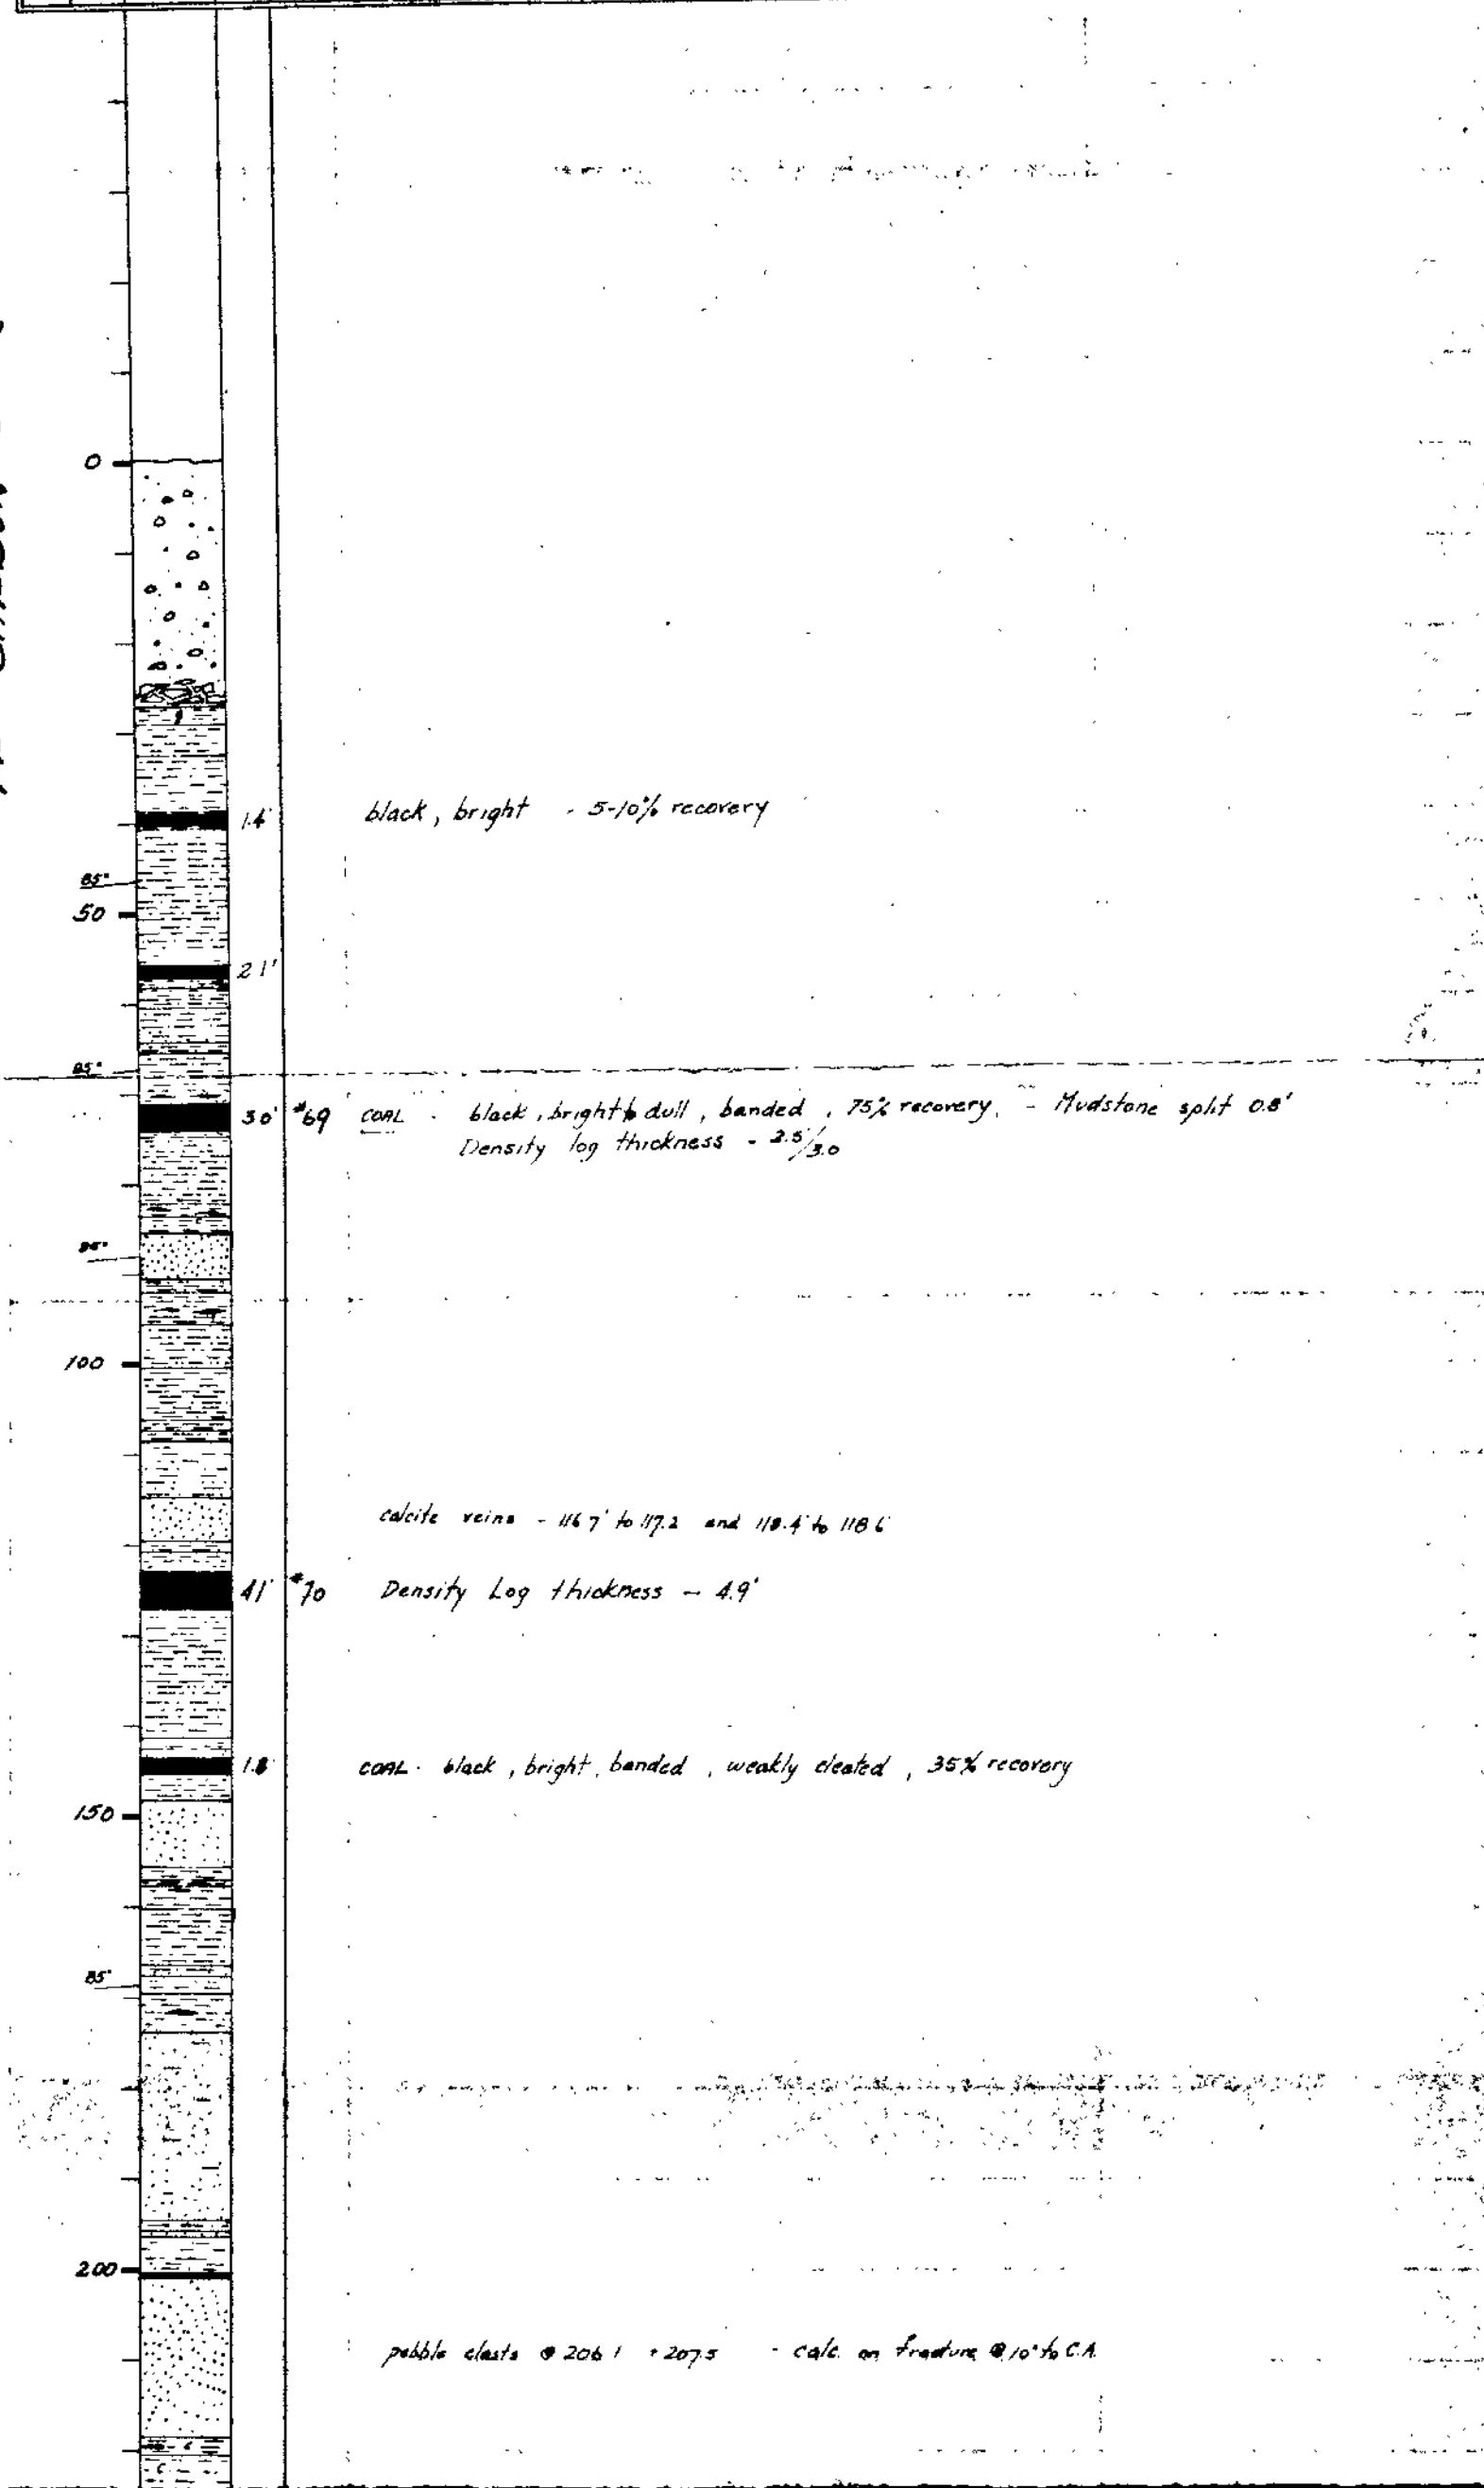 0
1.4'
black, bright - 5-10% recovery
85°
50
2.1'
85°
3.0' #69 COAL - black, bright & dull, banded, 75% recovery, - Mudstone split 0.8'
Density log thickness - 2.5'/3.0
85°
100
calcite veins - 116.7' to 117.2 and 118.4' to 118.6'
4.1' #70 Density Log thickness - 4.9'
1.8' COAL - black, bright, banded, weakly cleated, 35% recovery
150
85°
200
pebble clasts @ 206.1 + 207.5 - calc. on fracture @ 10° to C.A.